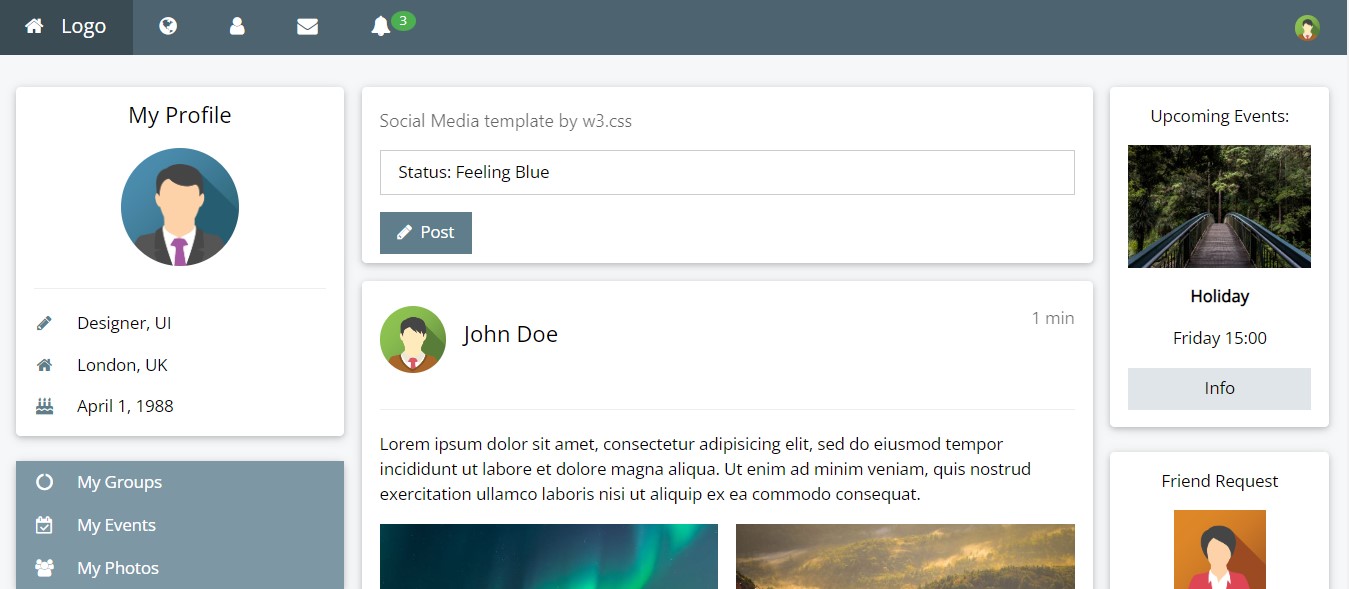 Logo
3
My Profile
Designer, UI
London, UK
April 1, 1988
My Groups
My Events
My Photos
Social Media template by w3.css
Status: Feeling Blue
Post
John Doe
1 min
Lorem ipsum dolor sit amet, consectetur adipisicing elit, sed do eiusmod tempor
incididunt ut labore et dolore magna aliqua. Ut enim ad minim veniam, quis nostrud
exercitation ullamco laboris nisi ut aliquip ex ea commodo consequat.
Upcoming Events:
Holiday
Friday 15:00
Info
Friend Request